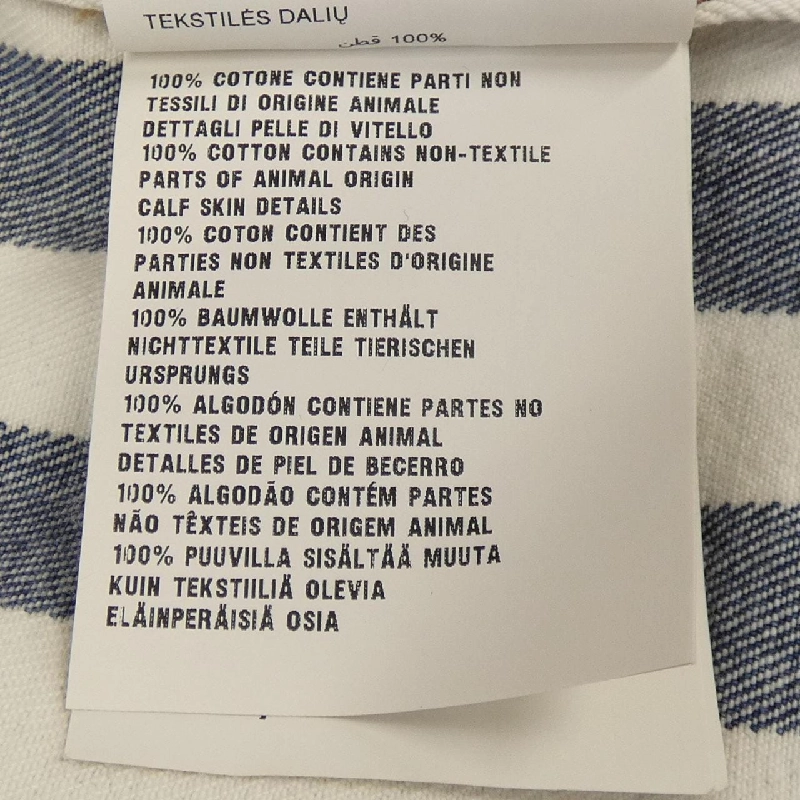 TEKSTILĖS DALIŲ
100% قطن
100% COTONE CONTIENE PARTI NON
TESSILI DI ORIGINE ANIMALE
DETTAGLI PELLE DI VITELLO
100% COTTON CONTAINS NON-TEXTILE
PARTS OF ANIMAL ORIGIN
CALF SKIN DETAILS
100% COTON CONTIENT DES
PARTIES NON TEXTILES D'ORIGINE
ANIMALE
100% BAUMWOLLE ENTHÄLT
NICHTTEXTILE TEILE TIERISCHEN
URSPRUNGS
100% ALGODÓN CONTIENE PARTES NO
TEXTILES DE ORIGEN ANIMAL
DETALLES DE PIEL DE BECERRO
100% ALGODÃO CONTÉM PARTES
NÃO TÊXTEIS DE ORIGEM ANIMAL
100% PUUVILLA SISÄLTÄÄ MUUTA
KUIN TEKSTIILIÄ OLEVIA
ELÄINPERÄISIÄ OSIA